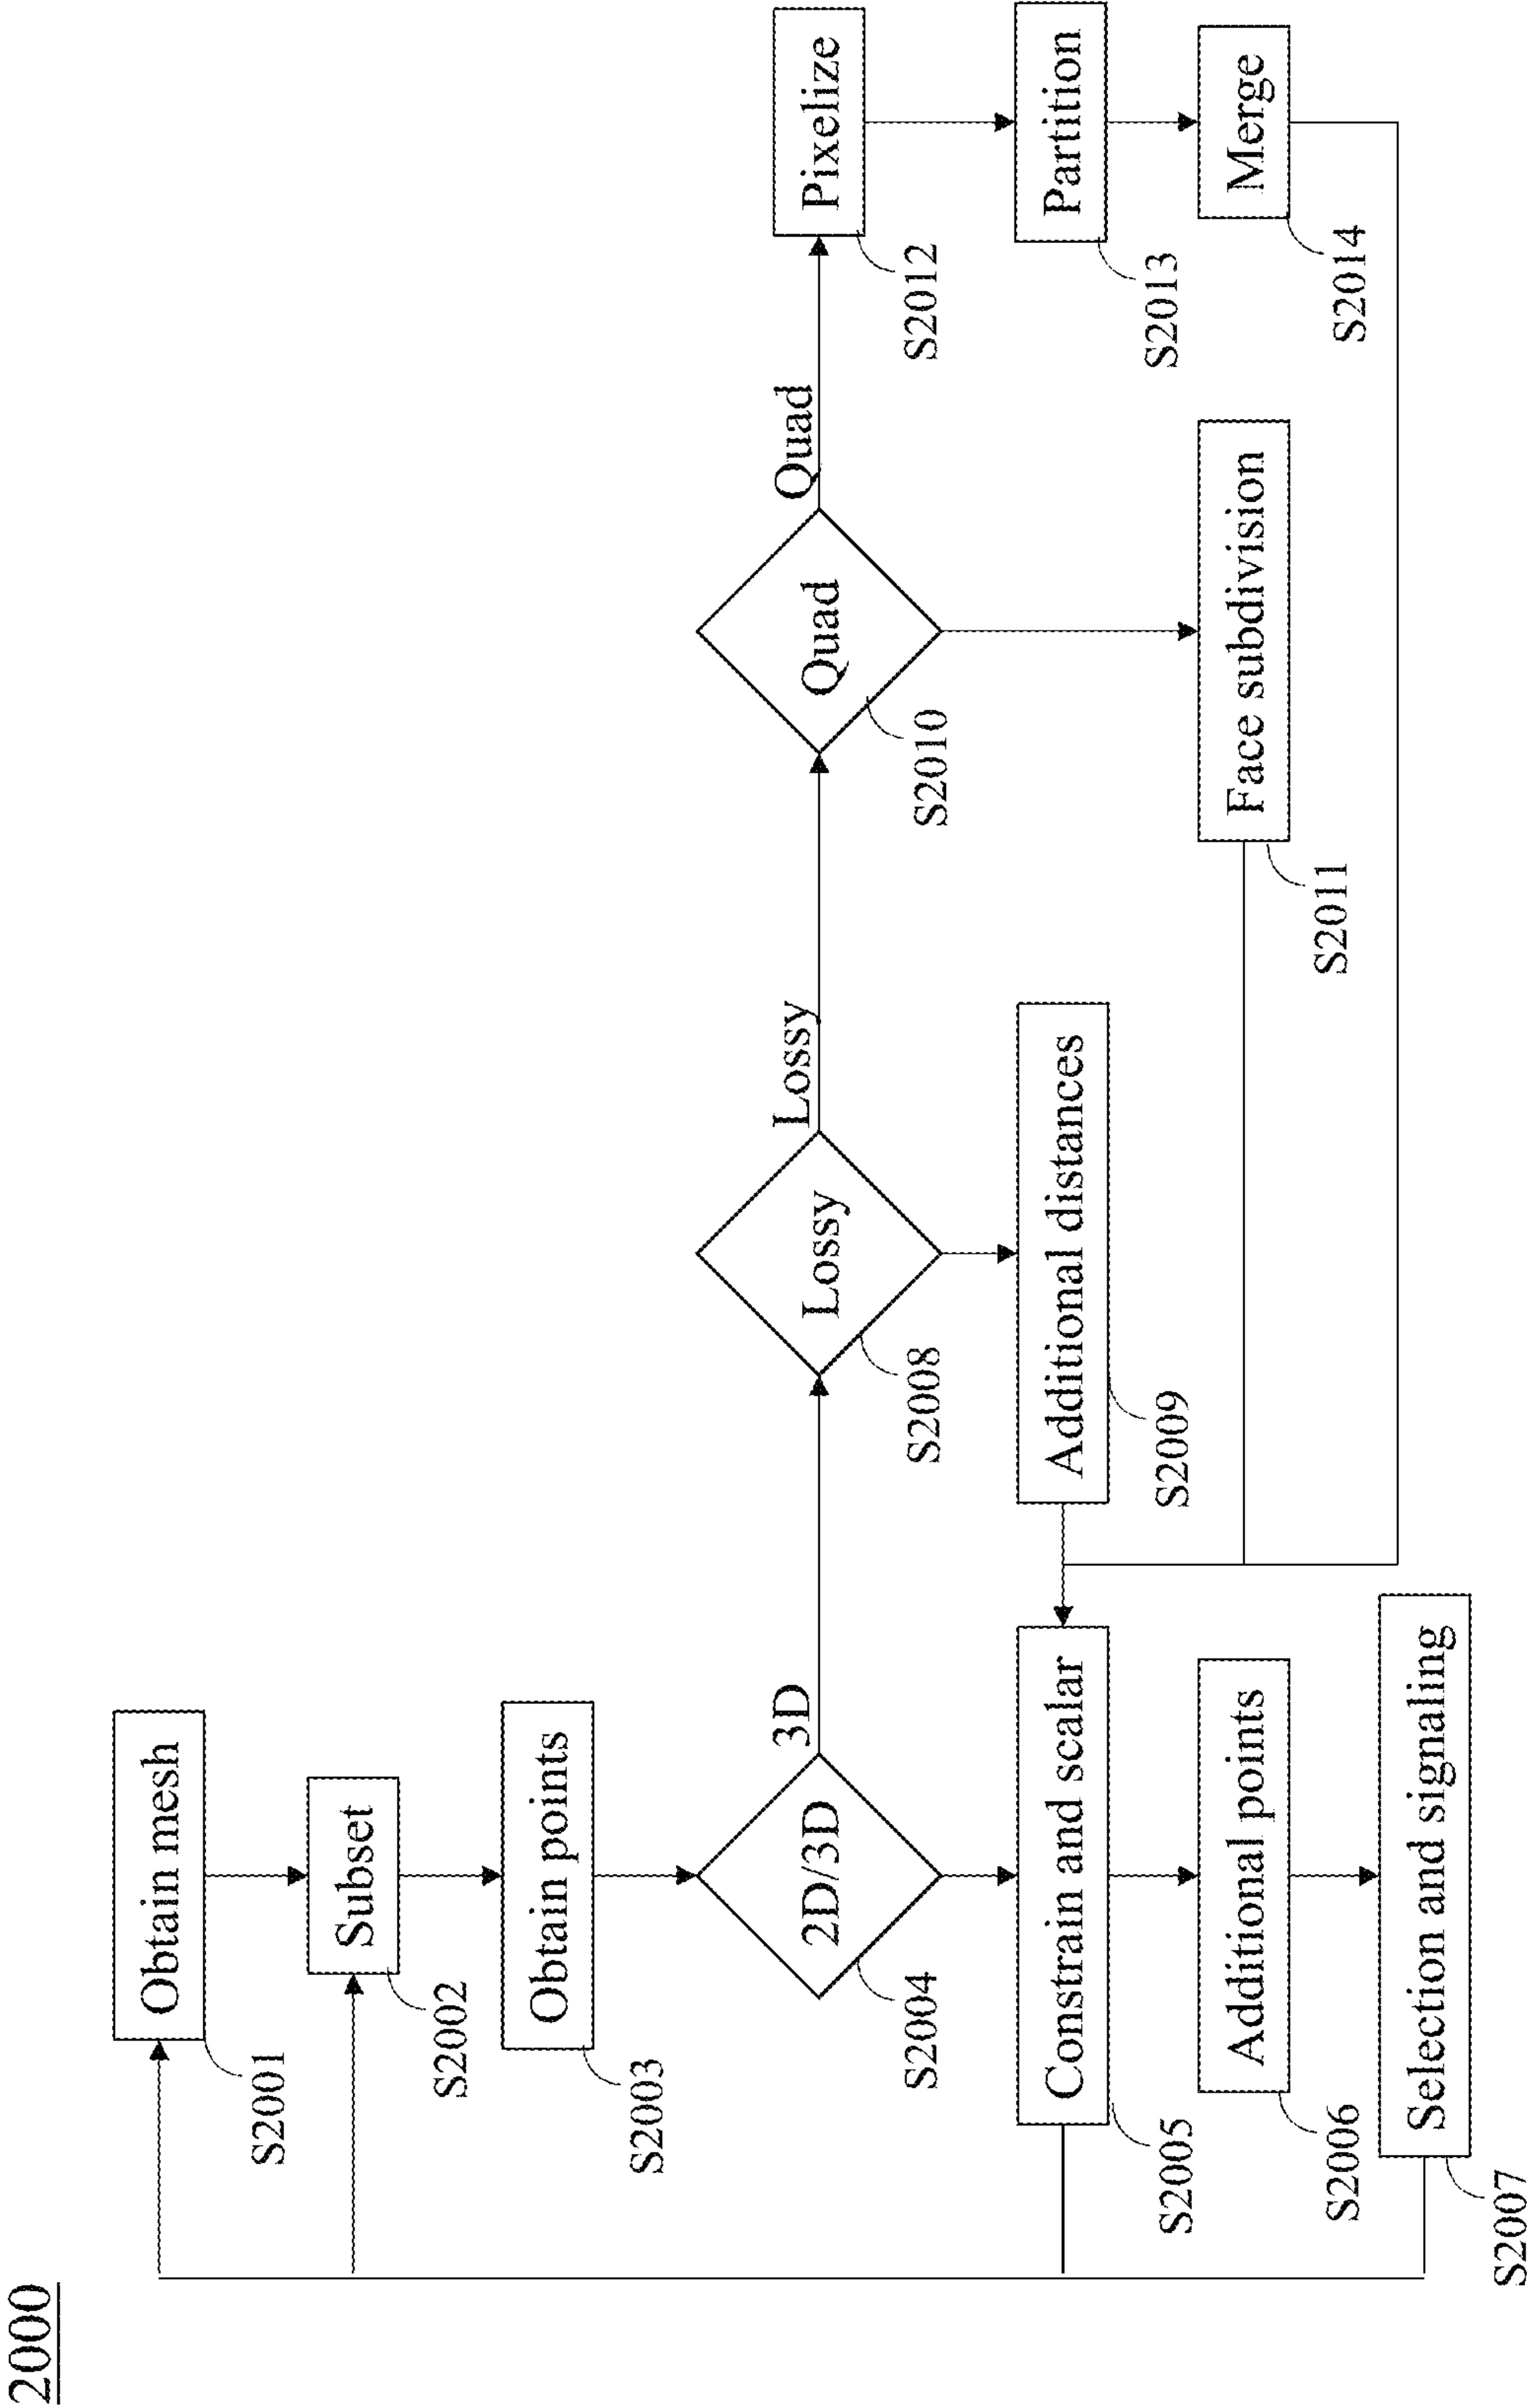 2000
Obtain mesh
S2001
Subset
S2002
Obtain points
S2003
2D/3D
S2004
3D
Lossy
S2008
Lossy
Quad
S2010
Quad
Pixelize
S2012
Constrain and scalar
S2005
Additional distances
S2009
Partition
S2013
Additional points
S2006
Face subdivision
S2011
Merge
S2014
Selection and signaling
S2007